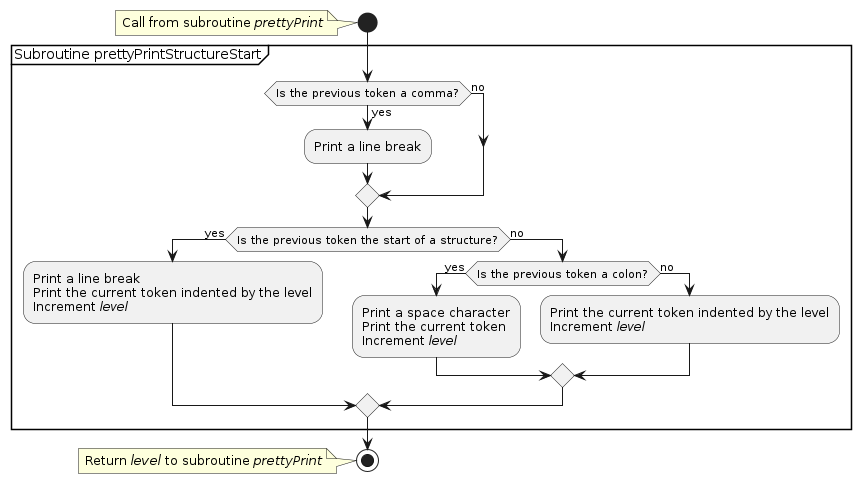 Call from subroutine prettyPrint
Subroutine prettyPrintStructureStart
Is the previous token a comma?
no
yes
Print a line break
Is the previous token the start of a structure?
yes
no
Print a line break
Print the current token indented by the level
Increment level
Is the previous token a colon?
yes
no
Print a space character
Print the current token
Increment level
Print the current token indented by the level
Increment level
Return level to subroutine prettyPrint